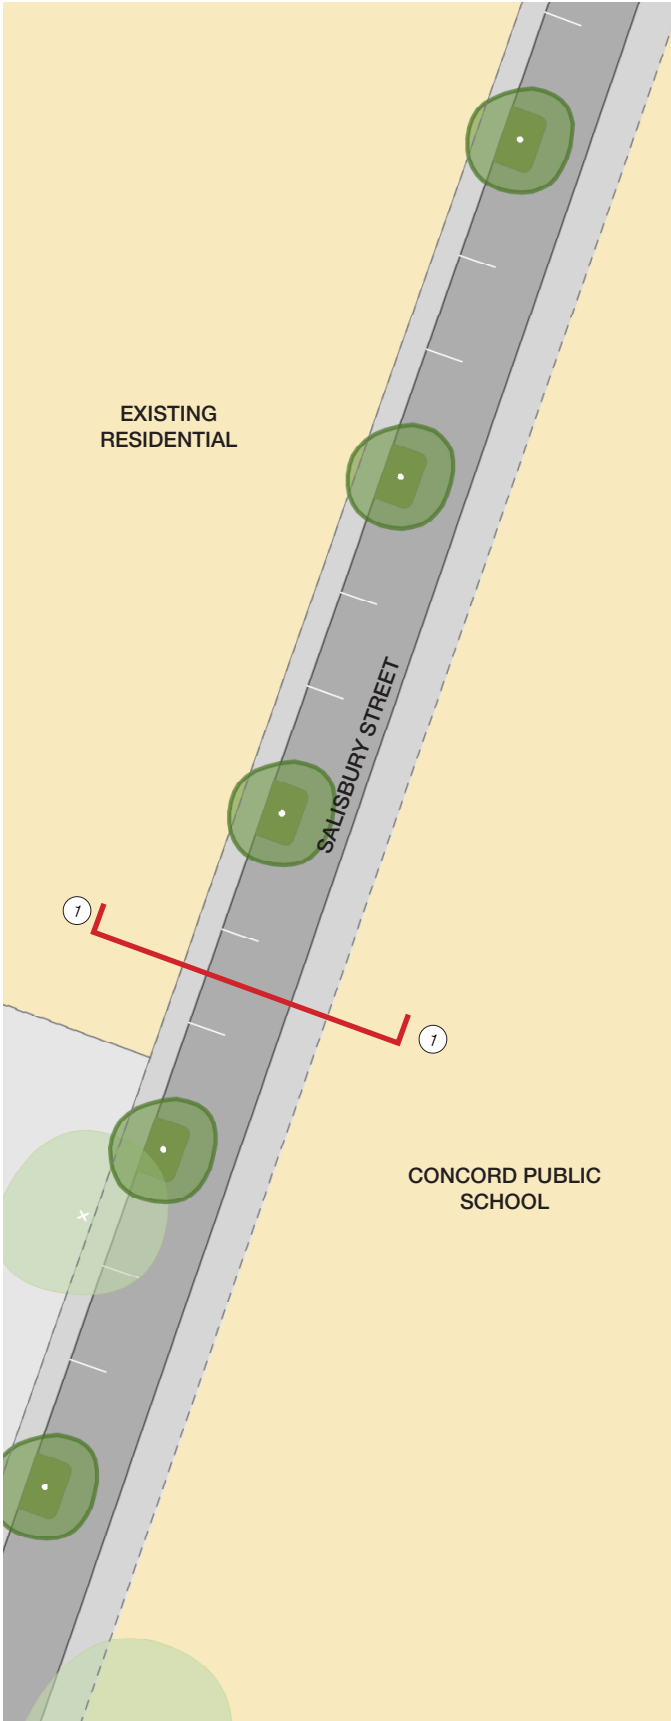 EXISTING
RESIDENTIAL
SALISBURY STREET
1
1
CONCORD PUBLIC
SCHOOL